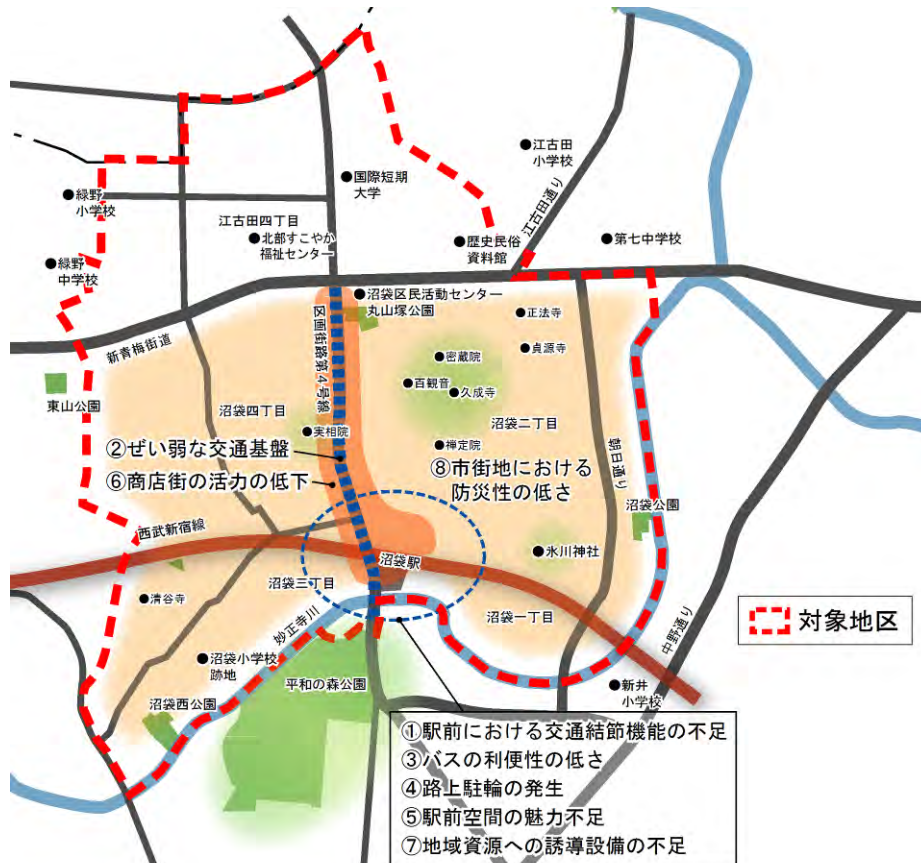 ●江古田
小学校
●国際短期
大学
●緑野
小学校
江古田通り
江古田四丁目
●北部すこやか
福祉センター
●歴史民俗
資料館
●第七中学校
●緑野
中学校
●沼袋区民活動センター
丸山塚公園
区画街路第4号線
●正法寺
新青梅街道
●密蔵院
●貞源寺
●百観音
●久成寺
東山公園
沼袋四丁目
沼袋二丁目
●実相院
●禅定院
②ぜい弱な交通基盤
⑥商店街の活力の低下
⑧市街地における
防災性の低さ
朝日通り
沼袋公園
西武新宿線
沼袋駅
●氷川神社
沼袋三丁目
●清谷寺
沼袋一丁目
妙正寺川
中野通り
対象地区
●沼袋小学校
跡地
平和の森公園
●新井
小学校
沼袋西公園
①駅前における交通結節機能の不足
③バスの利便性の低さ
④路上駐輪の発生
⑤駅前空間の魅力不足
⑦地域資源への誘導設備の不足